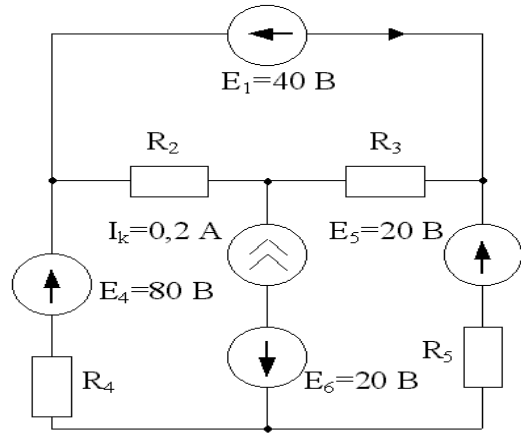 E₁=40 В
R₂
R₃
Iₖ=0,2 А
E₅=20 В
E₄=80 В
R₄
E₆=20 В
R₅